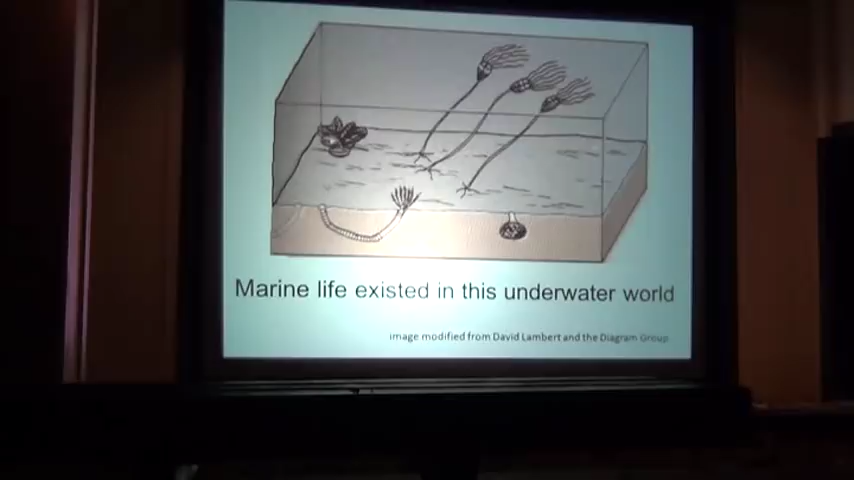 Marine life existed in this underwater world
image modified from David Lambert and the Diagram Group